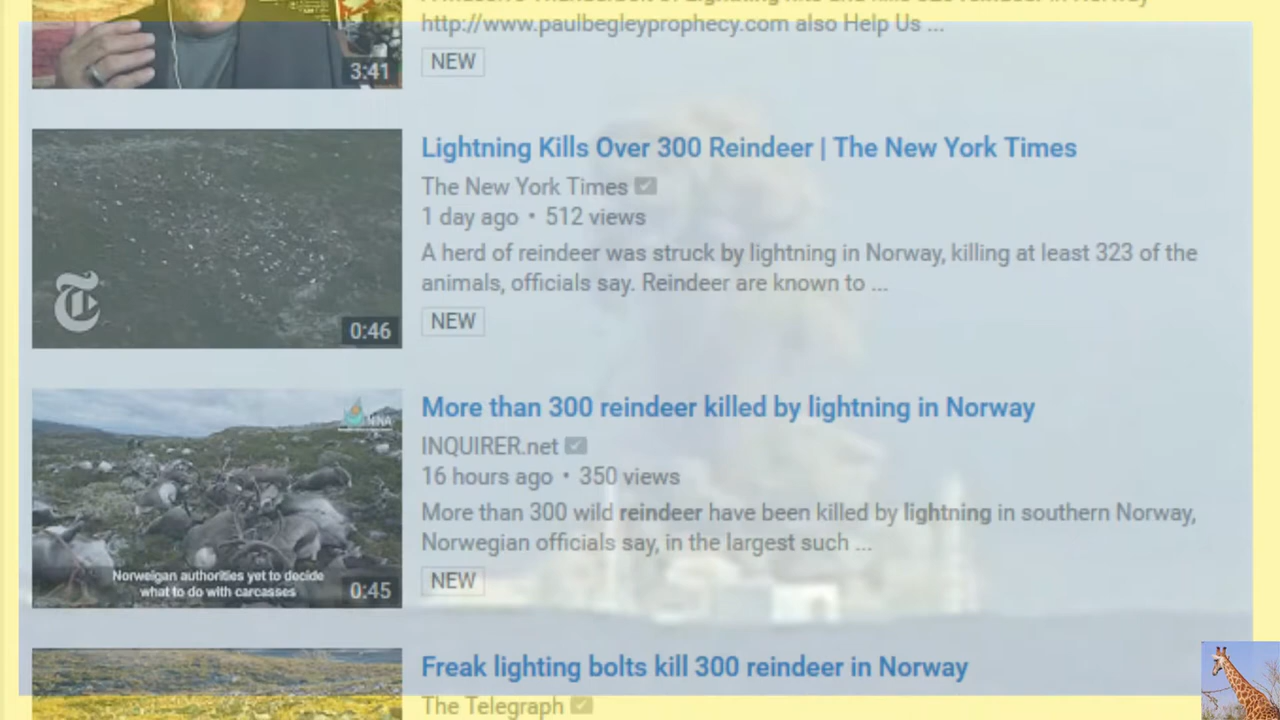 http://www.paulbegleyprophecy.com also Help Us ...
3:41
NEW
Lightning Kills Over 300 Reindeer | The New York Times
The New York Times
1 day ago • 512 views
A herd of reindeer was struck by lightning in Norway, killing at least 323 of the
animals, officials say. Reindeer are known to ...
0:46
NEW
More than 300 reindeer killed by lightning in Norway
INQUIRER.net
16 hours ago • 350 views
More than 300 wild reindeer have been killed by lightning in southern Norway,
Norwegian officials say, in the largest such ...
Norweigan authorities yet to decide
what to do with carcasses
0:45
NEW
Freak lighting bolts kill 300 reindeer in Norway
The Telegraph